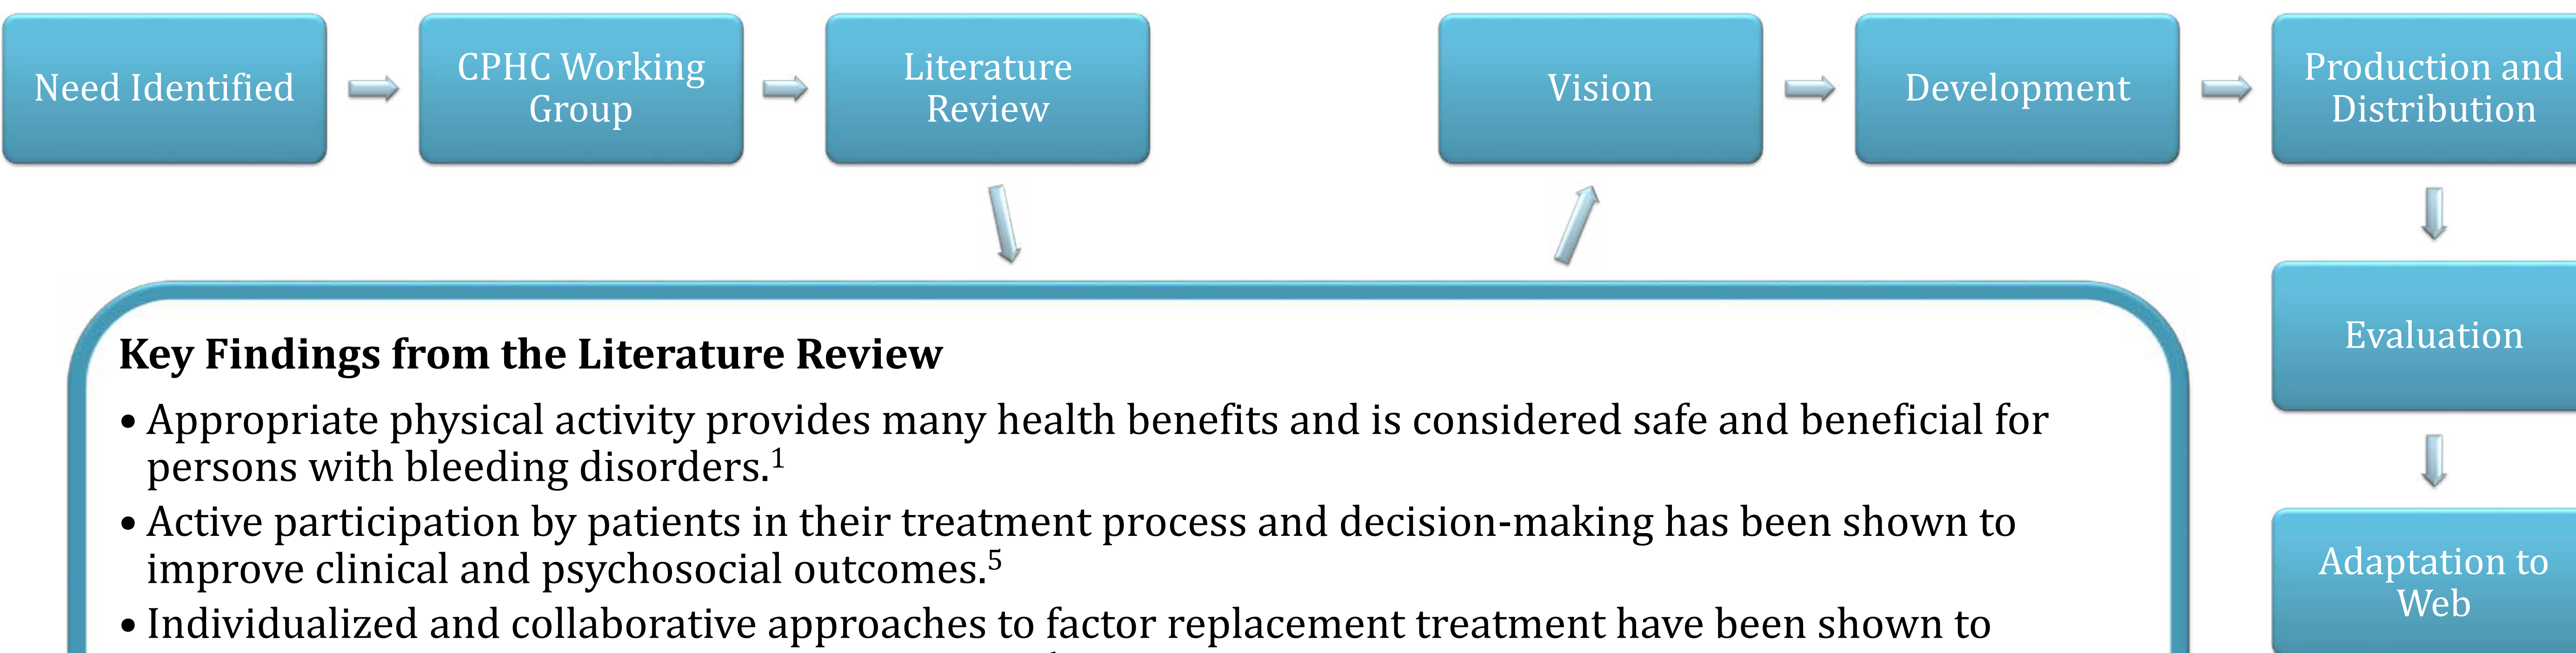 Need Identified
CPHC Working
Group
Literature
Review
Vision
Development
Production and
Distribution
Key Findings from the Literature Review
• Appropriate physical activity provides many health benefits and is considered safe and beneficial for
persons with bleeding disorders.1
• Active participation by patients in their treatment process and decision-making has been shown to
improve clinical and psychosocial outcomes.5
• Individualized and collaborative approaches to factor replacement treatment have been shown to
Evaluation
Adaptation to
Web